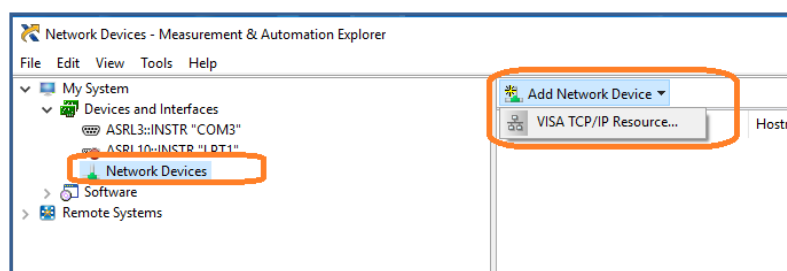 Network Devices - Measurement & Automation Explorer
File Edit View Tools Help
My System
Devices and Interfaces
ASRL3::INSTR "COM3"
ASRL10::INSTR "LPT1"
Network Devices
Software
Remote Systems
Add Network Device
VISA TCP/IP Resource...
Hostn